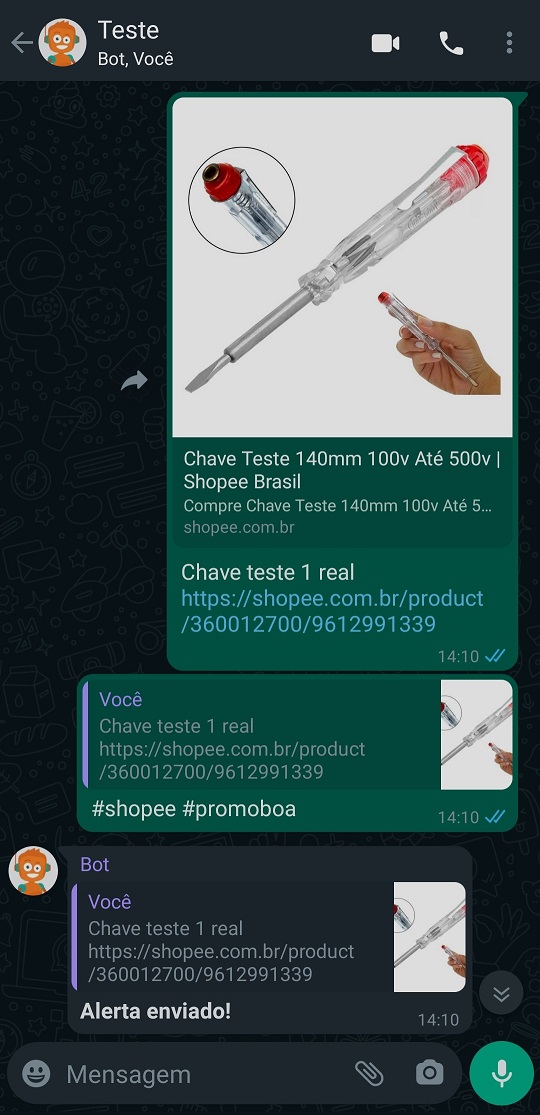 Teste
Bot, Você
Chave Teste 140mm 100v Até 500v |
Shopee Brasil
Compre Chave Teste 140mm 100v Até 5...
shopee.com.br
Chave teste 1 real
https://shopee.com.br/product
/360012700/9612991339
14:10
Você
Chave teste 1 real
https://shopee.com.br/product
/360012700/9612991339
#shopee #promoboa
14:10
Bot
Você
Chave teste 1 real
https://shopee.com.br/product
/360012700/9612991339
Alerta enviado!
14:10
Mensagem